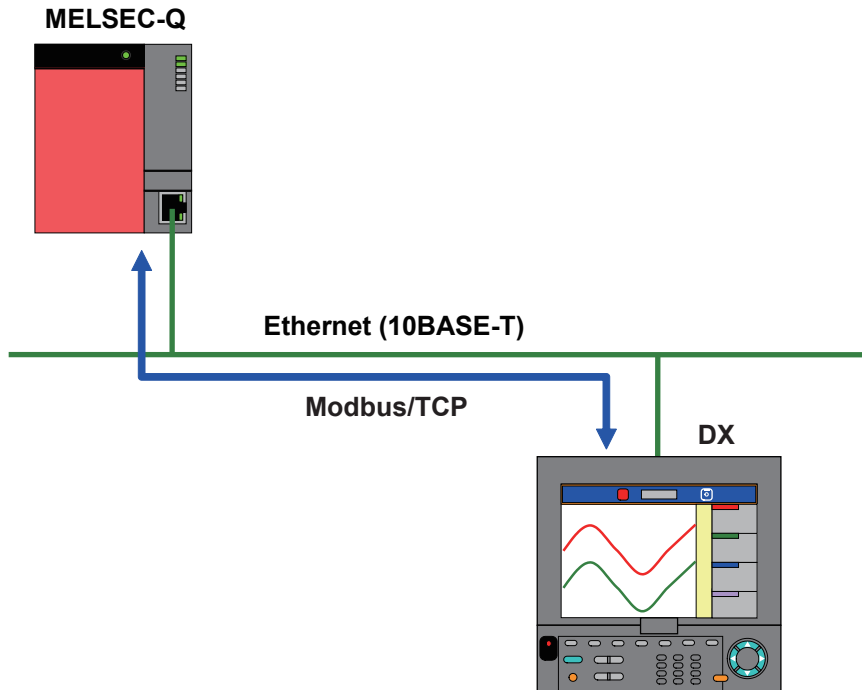 MELSEC-Q
Ethernet (10BASE-T)
Modbus/TCP
DX